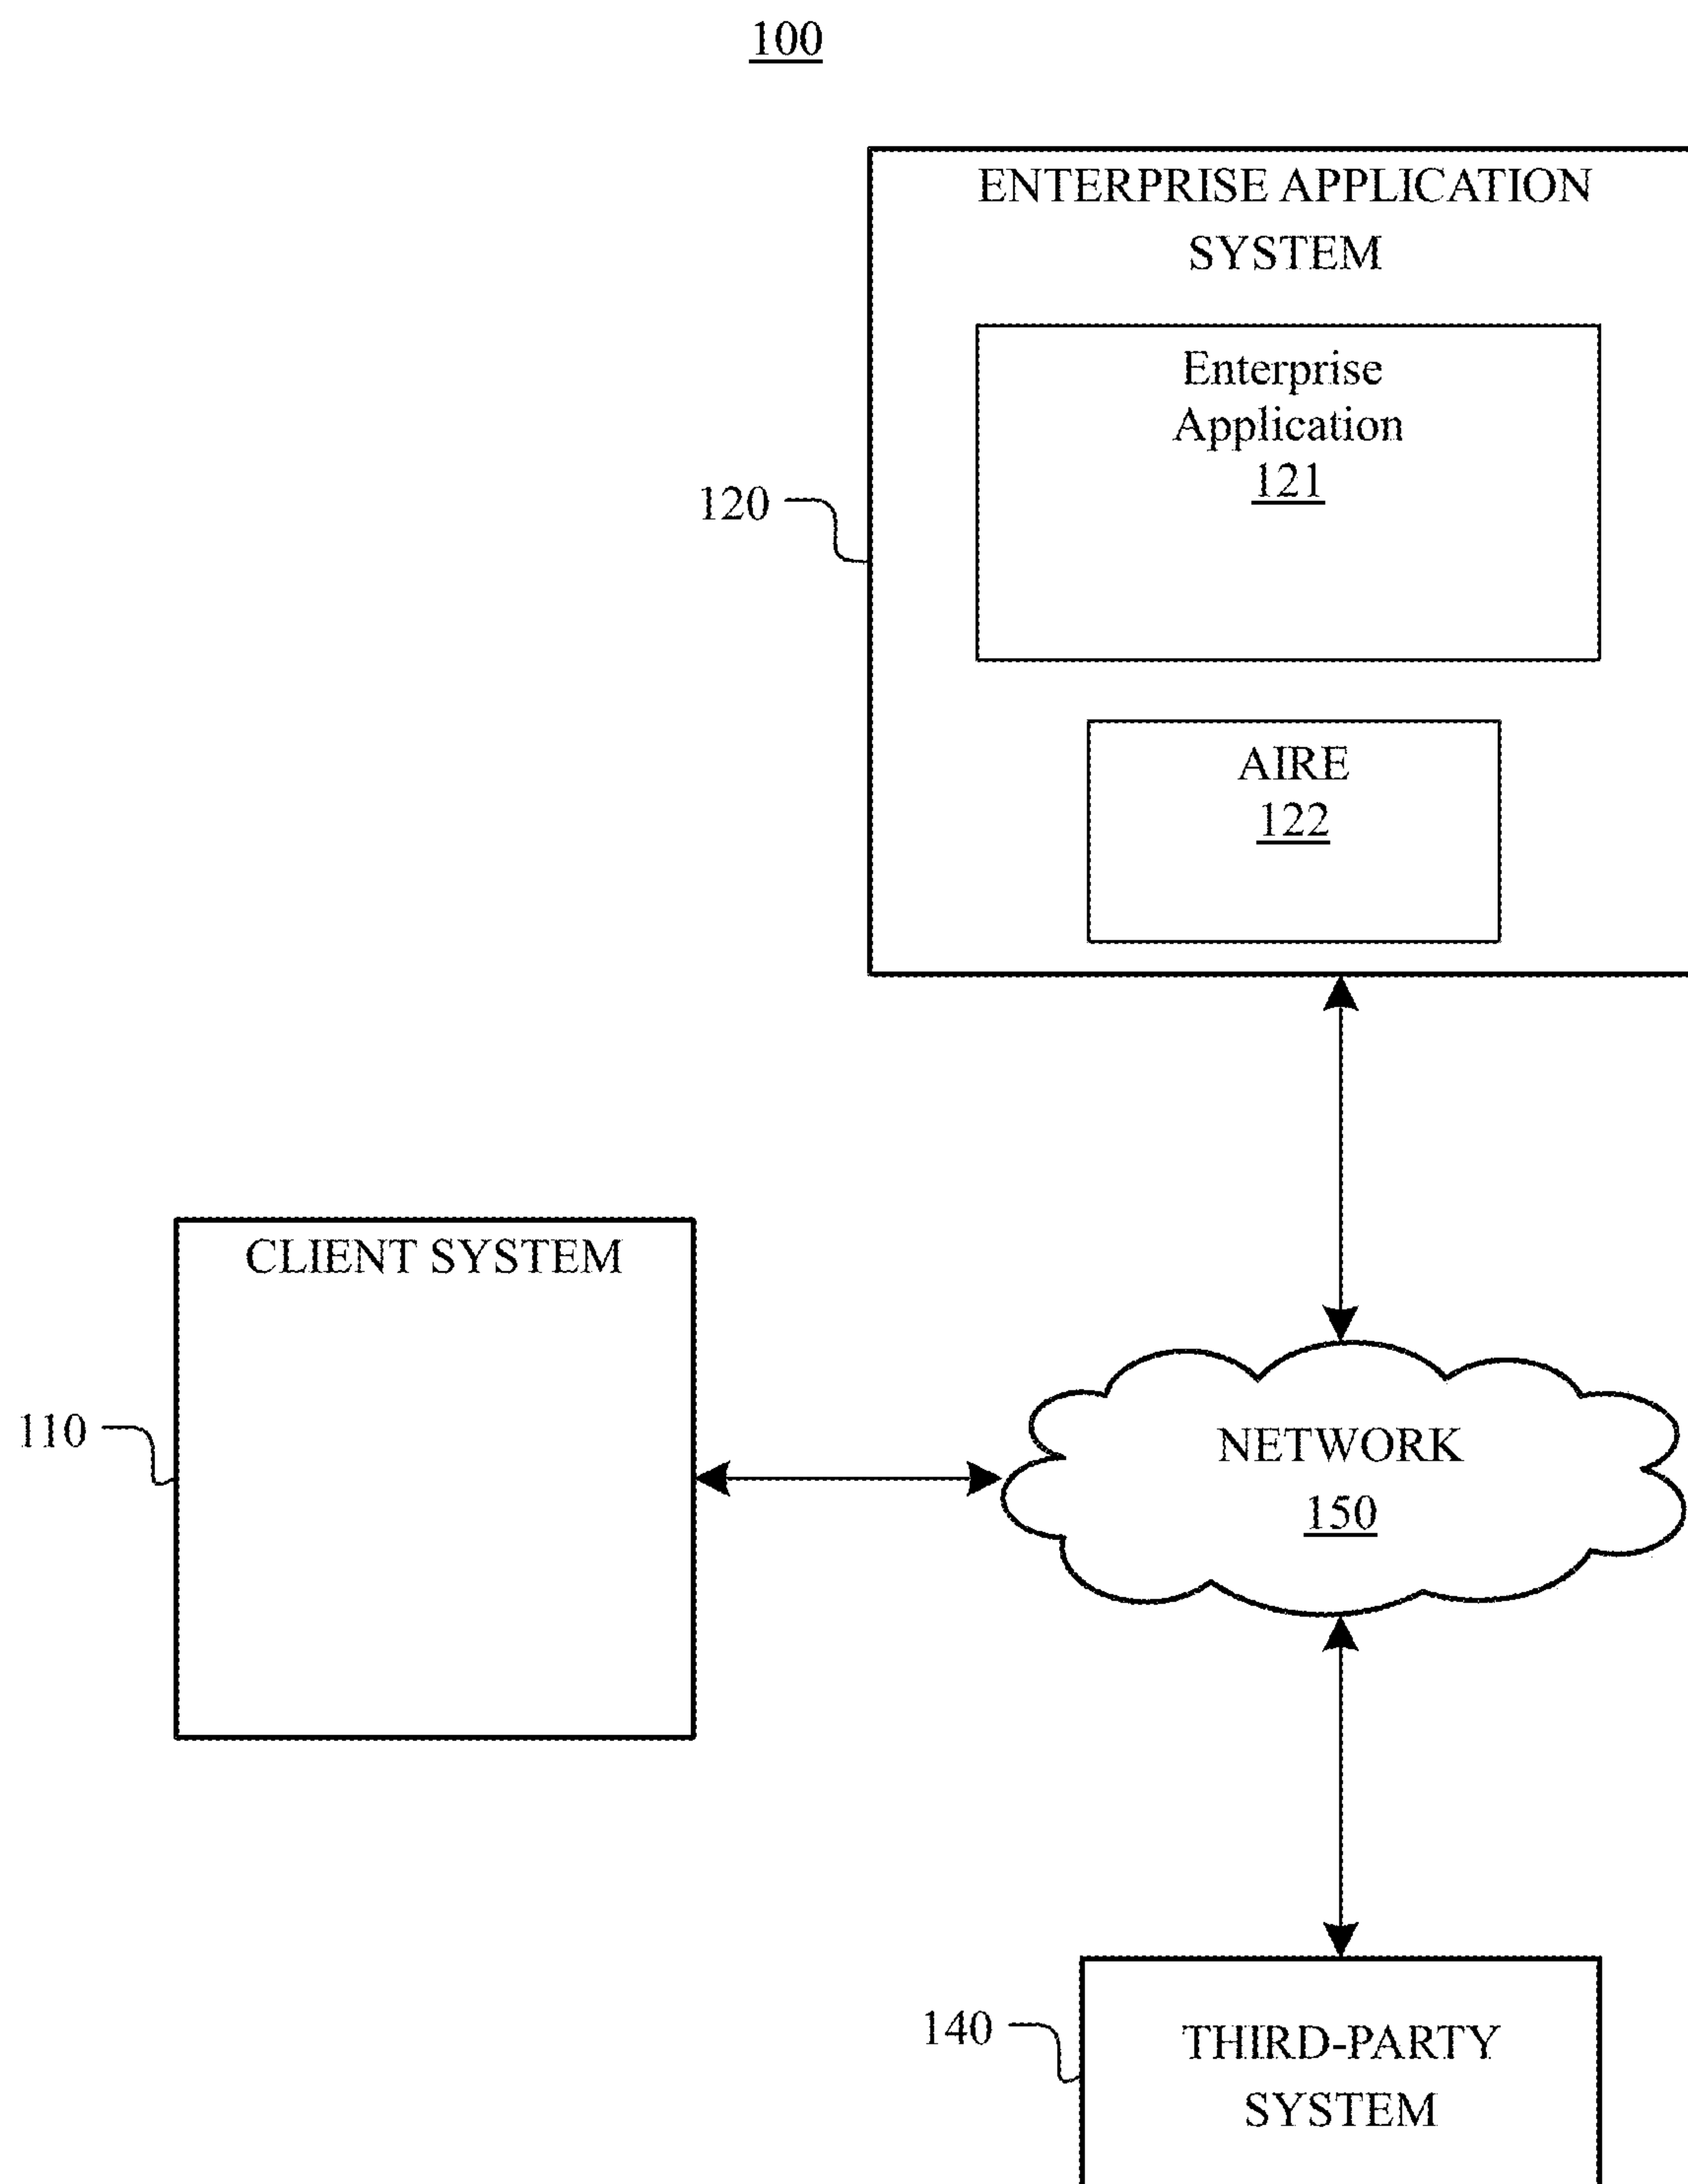 100
ENTERPRISE APPLICATION
SYSTEM
Enterprise
Application
121
120
AIRE
122
CLIENT SYSTEM
110
NETWORK
150
140
THIRD-PARTY
SYSTEM